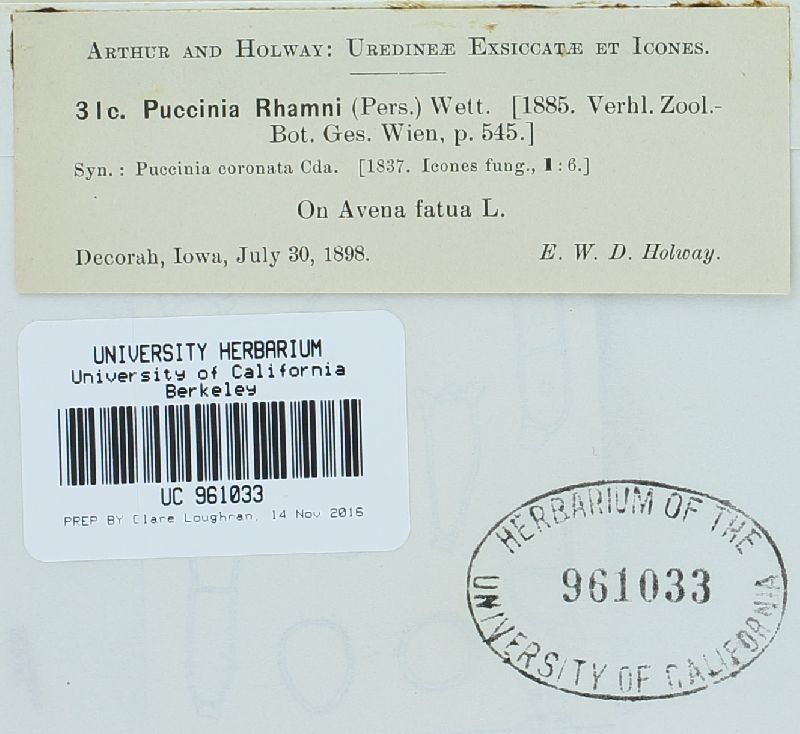 Arthur and Holway: Uredineæ Exsiccatæ et Icones.
31c. Puccinia Rhamni (Pers.) Wett. [1885. Verhl. Zool.-
Bot. Ges. Wien, p. 545.]
Syn.: Puccinia coronata Cda. [1837. Icones fung., 1:6.]
On Avena fatua L.
Decorah, Iowa, July 30, 1898. E. W. D. Holway.
UNIVERSITY HERBARIUM
University of California
Berkeley
UC 961033
PREP BY Clare Loughran, 14 Nov 2016
HERBARIUM OF THE
961033
UNIVERSITY OF CALIFORNIA